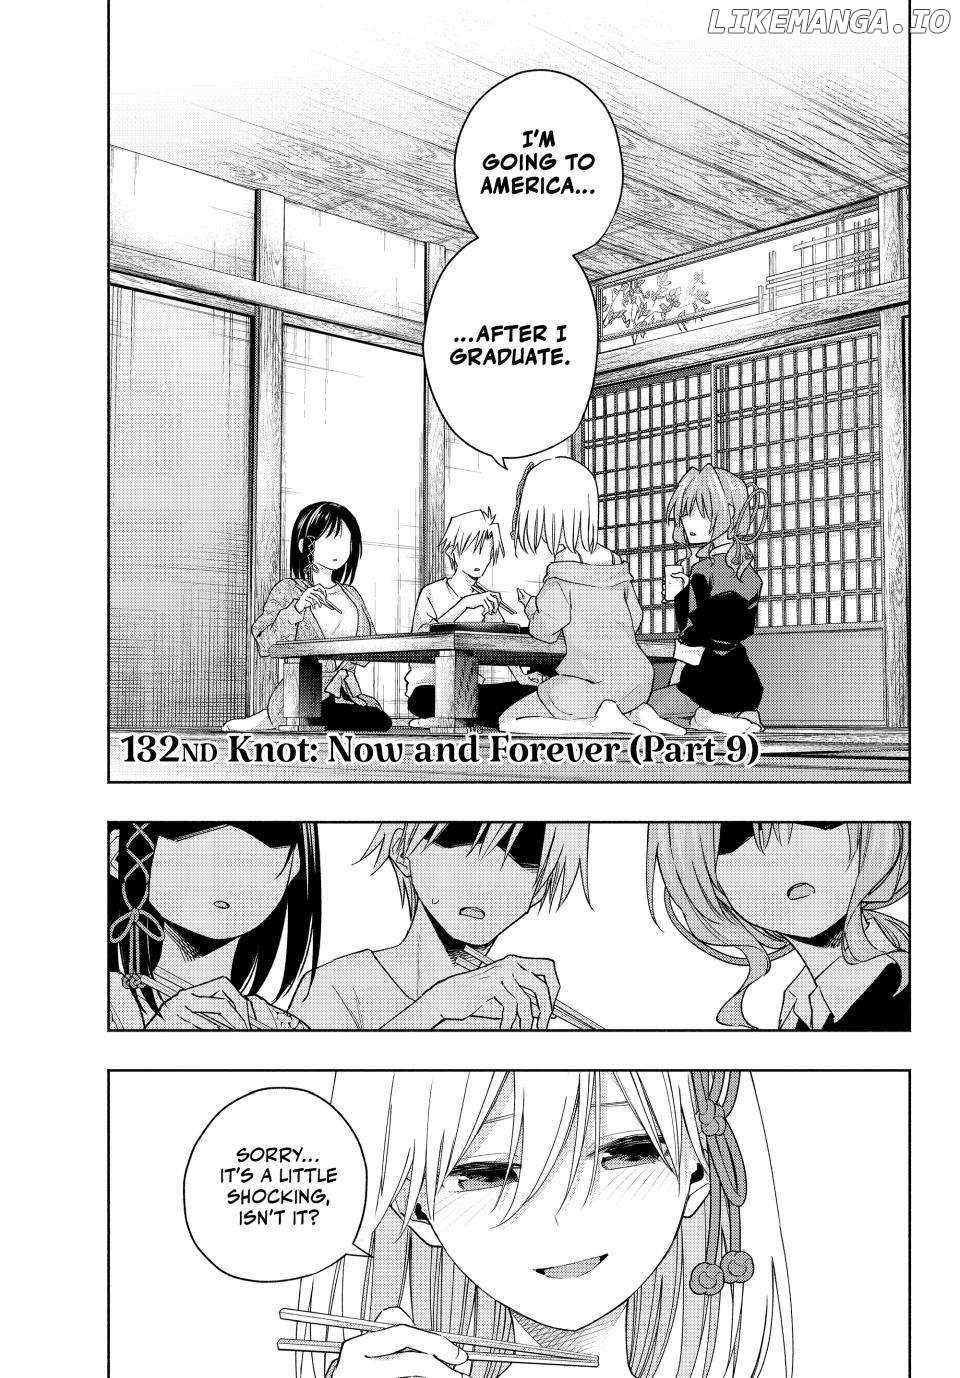 LIKEMANGA.IO
I'M
GOING TO
AMERICA...
...AFTER I
GRADUATE.
132ND Knot: Now and Forever (Part 9)
SORRY...
IT'S A LITTLE
SHOCKING,
ISN'T IT?